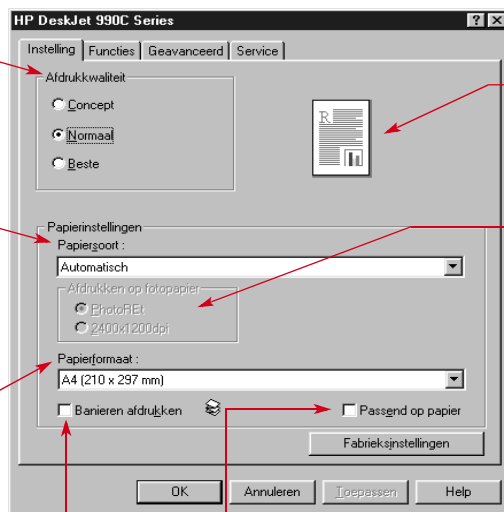 HP DeskJet 990C Series
Instelling Functies Geavanceerd Service
Afdrukkwaliteit
Concept
Normaal
Beste
R
Papierinstellingen
Papiersoort :
Automatisch
Afdrukken op fotopapier
PhotoREt
2400x1200dpi
Papierformaat :
A4 (210 x 297 mm)
Banieren afdrukken Passend op papier
Fabrieksinstellingen
OK Annuleren Toepassen Help